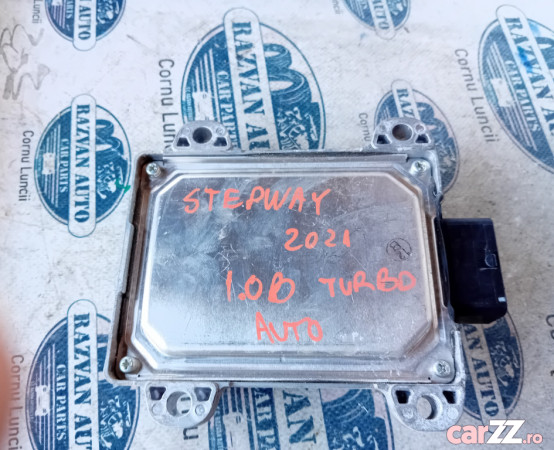 RAZVAN AUTO
CAR PARTS
Cornu Luncii
STEPWAY
2021
1.0B TURBO
AUTO
carZZ.ro